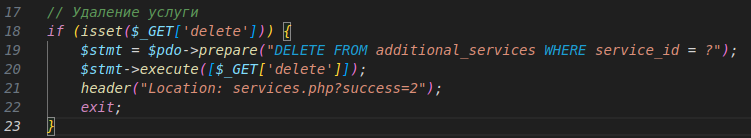 17 // Удаление услуги
18 if (isset($_GET['delete'])) {
19 $stmt = $pdo->prepare("DELETE FROM additional_services WHERE service_id = ?");
20 $stmt->execute([$_GET['delete']]);
21 header("Location: services.php?success=2");
22 exit;
23 }